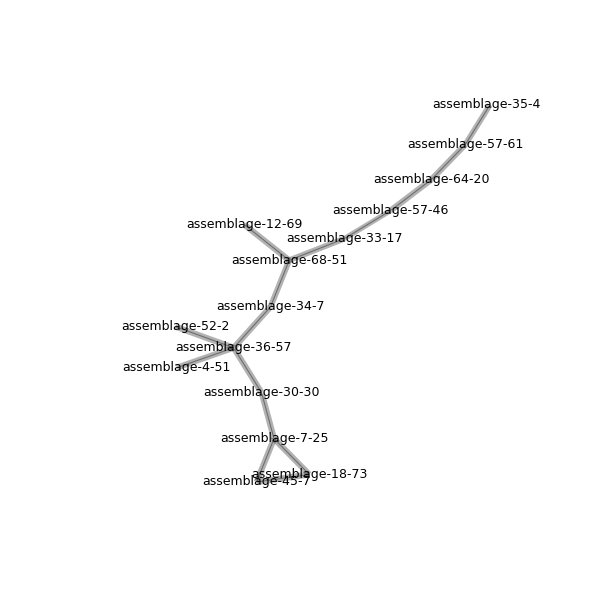 assemblage-35-4
assemblage-57-61
assemblage-64-20
assemblage-57-46
assemblage-12-69
assemblage-33-17
assemblage-68-51
assemblage-34-7
assemblage-52-2
assemblage-36-57
assemblage-4-51
assemblage-30-30
assemblage-7-25
assemblage-18-73
assemblage-45-7